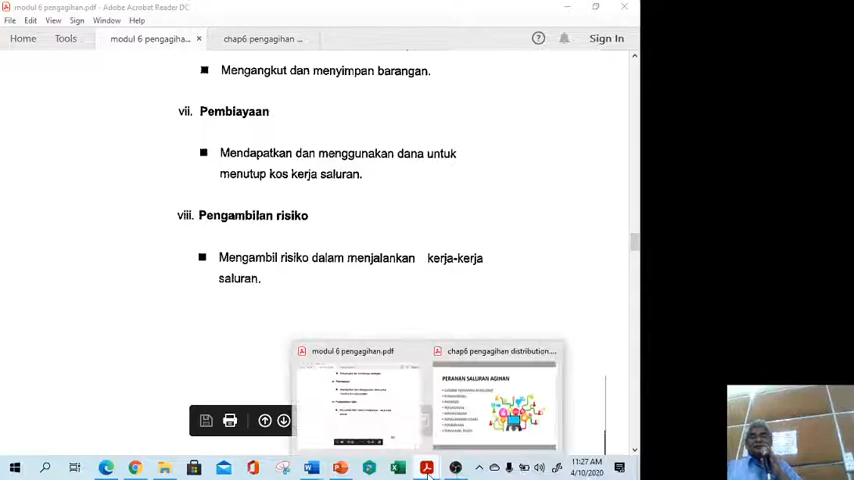 modul 6 pengagihan.pdf - Adobe Acrobat Reader DC
File Edit View Sign Window Help
Home Tools modul 6 pengagiha... × chap6 pengagihan ... Sign In
Mengangkut dan menyimpan barangan.
vii. Pembiayaan
Mendapatkan dan menggunakan dana untuk
menutup kos kerja saluran.
viii. Pengambilan risiko
Mengambil risiko dalam menjalankan kerja-kerja
saluran.
modul 6 pengagihan.pdf
chap6 pengagihan distribution....
PERANAN SALURAN AGIHAN
11:27 AM
4/10/2020